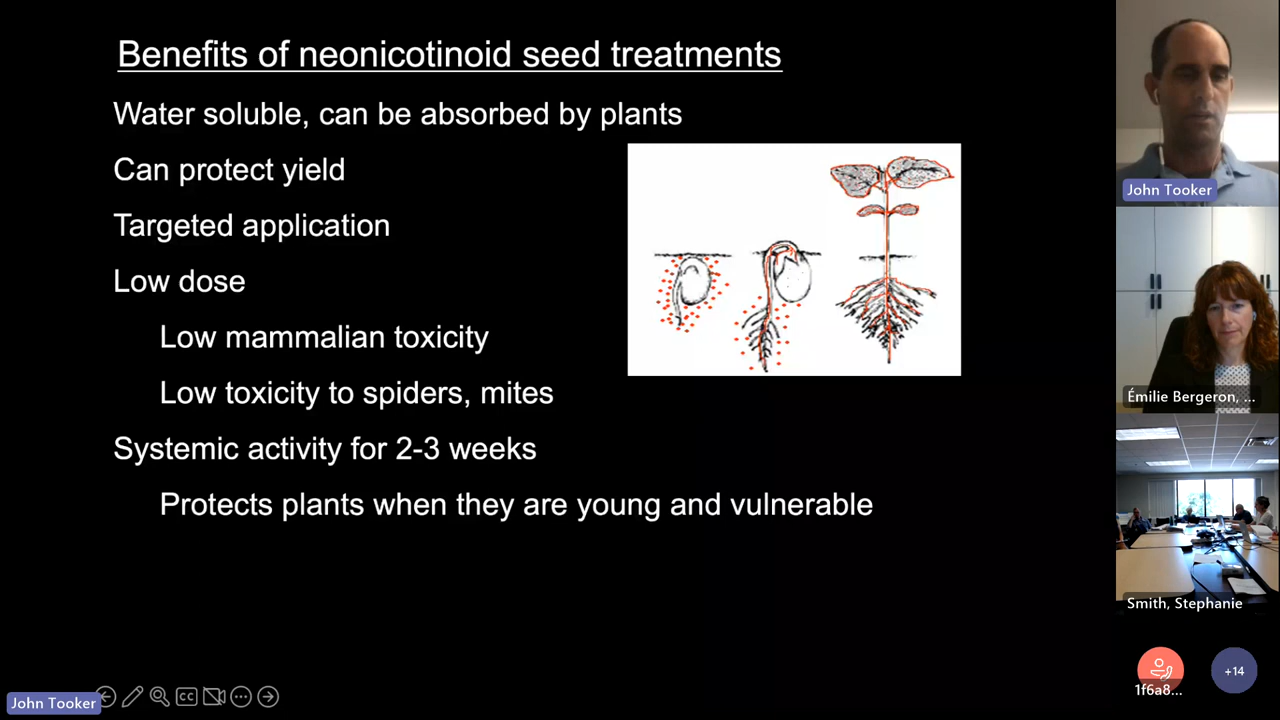 Benefits of neonicotinoid seed treatments
Water soluble, can be absorbed by plants
Can protect yield
Targeted application
Low dose
Low mammalian toxicity
Low toxicity to spiders, mites
Systemic activity for 2-3 weeks
Protects plants when they are young and vulnerable
John Tooker
Émilie Bergeron, ...
Smith, Stephanie
1f6a8...
+14
CC
John Tooker